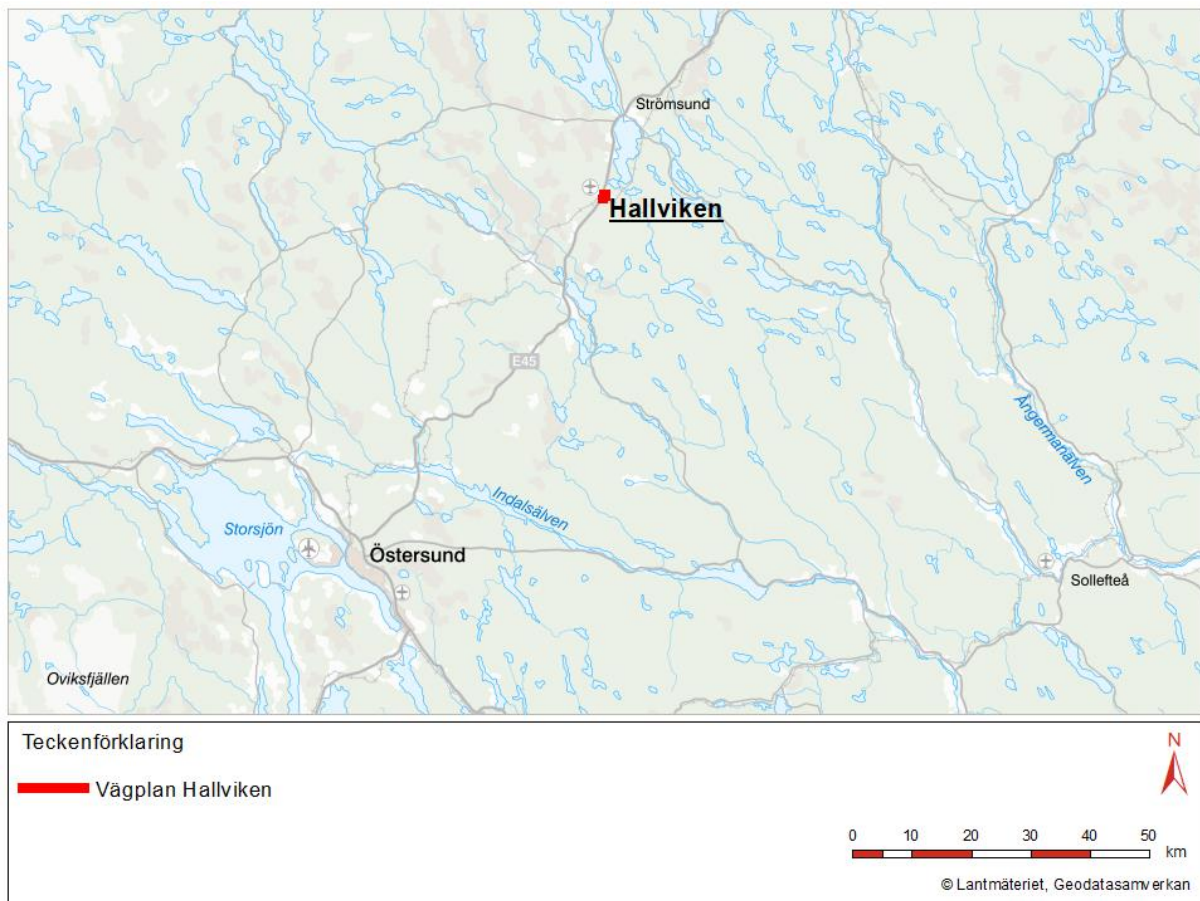 Strömsund
Hallviken
E45
Ångermanälven
Indalsälven
Storsjön
Östersund
Sollefteå
Oviksfjällen
Teckenförklaring
Vägplan Hallviken
N
0 10 20 30 40 50
km
© Lantmäteriet, Geodatasamverkan